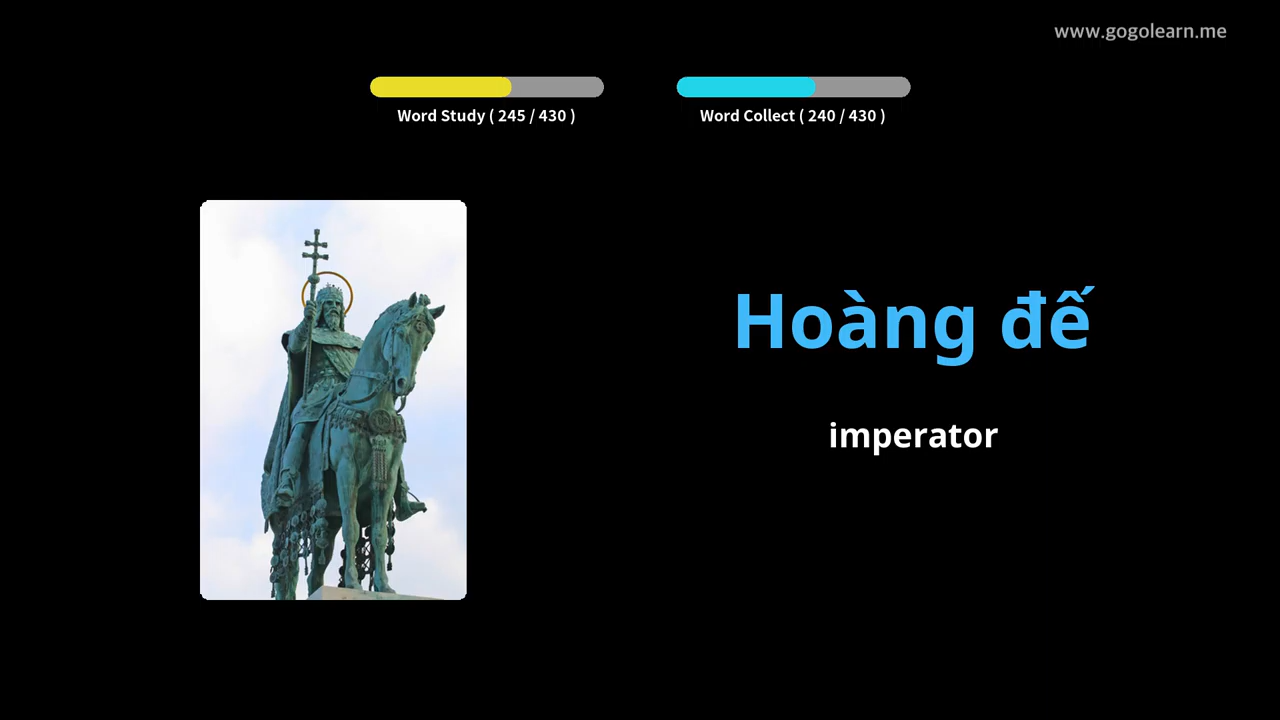 www.gogolearn.me
Word Study ( 245 / 430 )
Word Collect ( 240 / 430 )
Hoàng đế
imperator